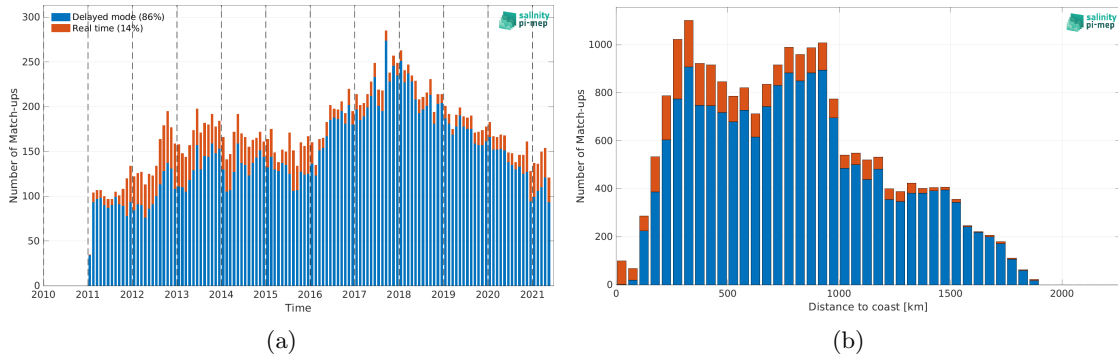 Delayed mode (86%)
Real time (14%)
salinity
pi-mep
Number of Match-ups
300
250
200
150
100
50
0
2010 2011 2012 2013 2014 2015 2016 2017 2018 2019 2020 2021
Time
(a)
salinity
pi-mep
Number of Match-ups
1000
800
600
400
200
0
0 500 1000 1500 2000
Distance to coast [km]
(b)